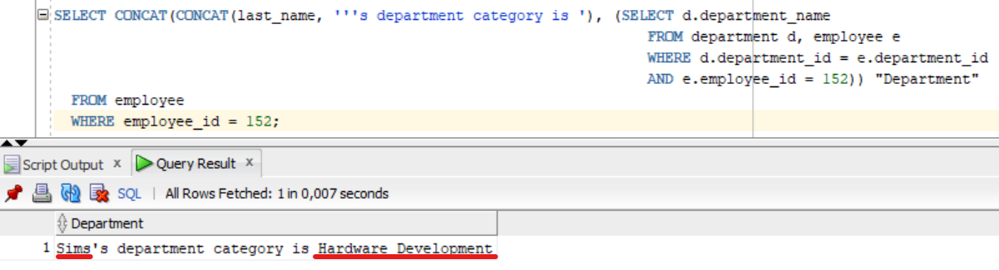 SELECT CONCAT(CONCAT(last_name, '''s department category is '), (SELECT d.department_name
FROM department d, employee e
WHERE d.department_id = e.department_id
AND e.employee_id = 152)) "Department"
FROM employee
WHERE employee_id = 152;
Script Output x Query Result x
SQL | All Rows Fetched: 1 in 0,007 seconds
Department
1 Sims's department category is Hardware Development